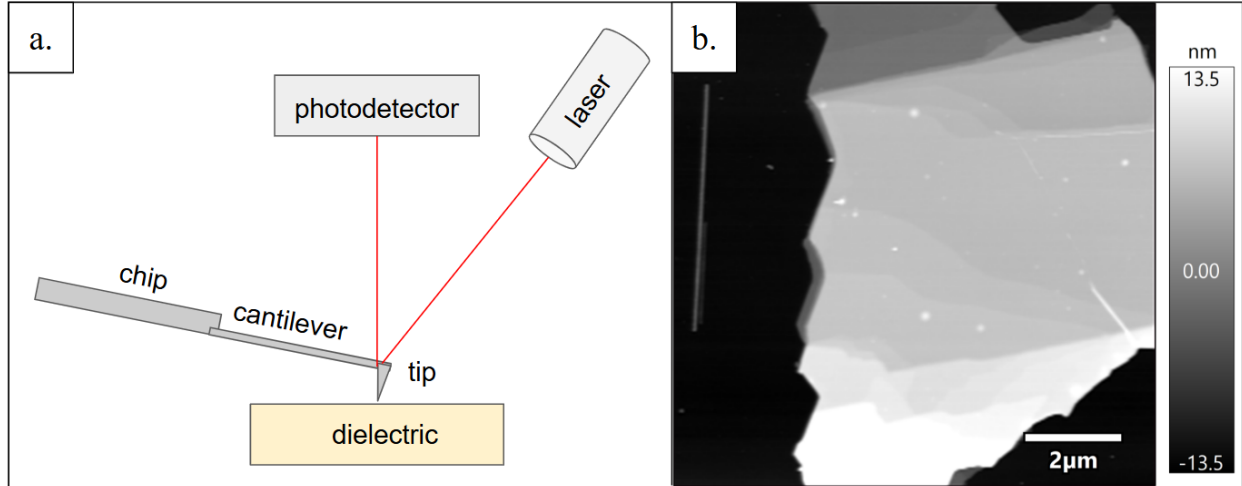 a.
photodetector
laser
chip
cantilever
tip
dielectric
b.
2μm
nm
13.5
0.00
-13.5